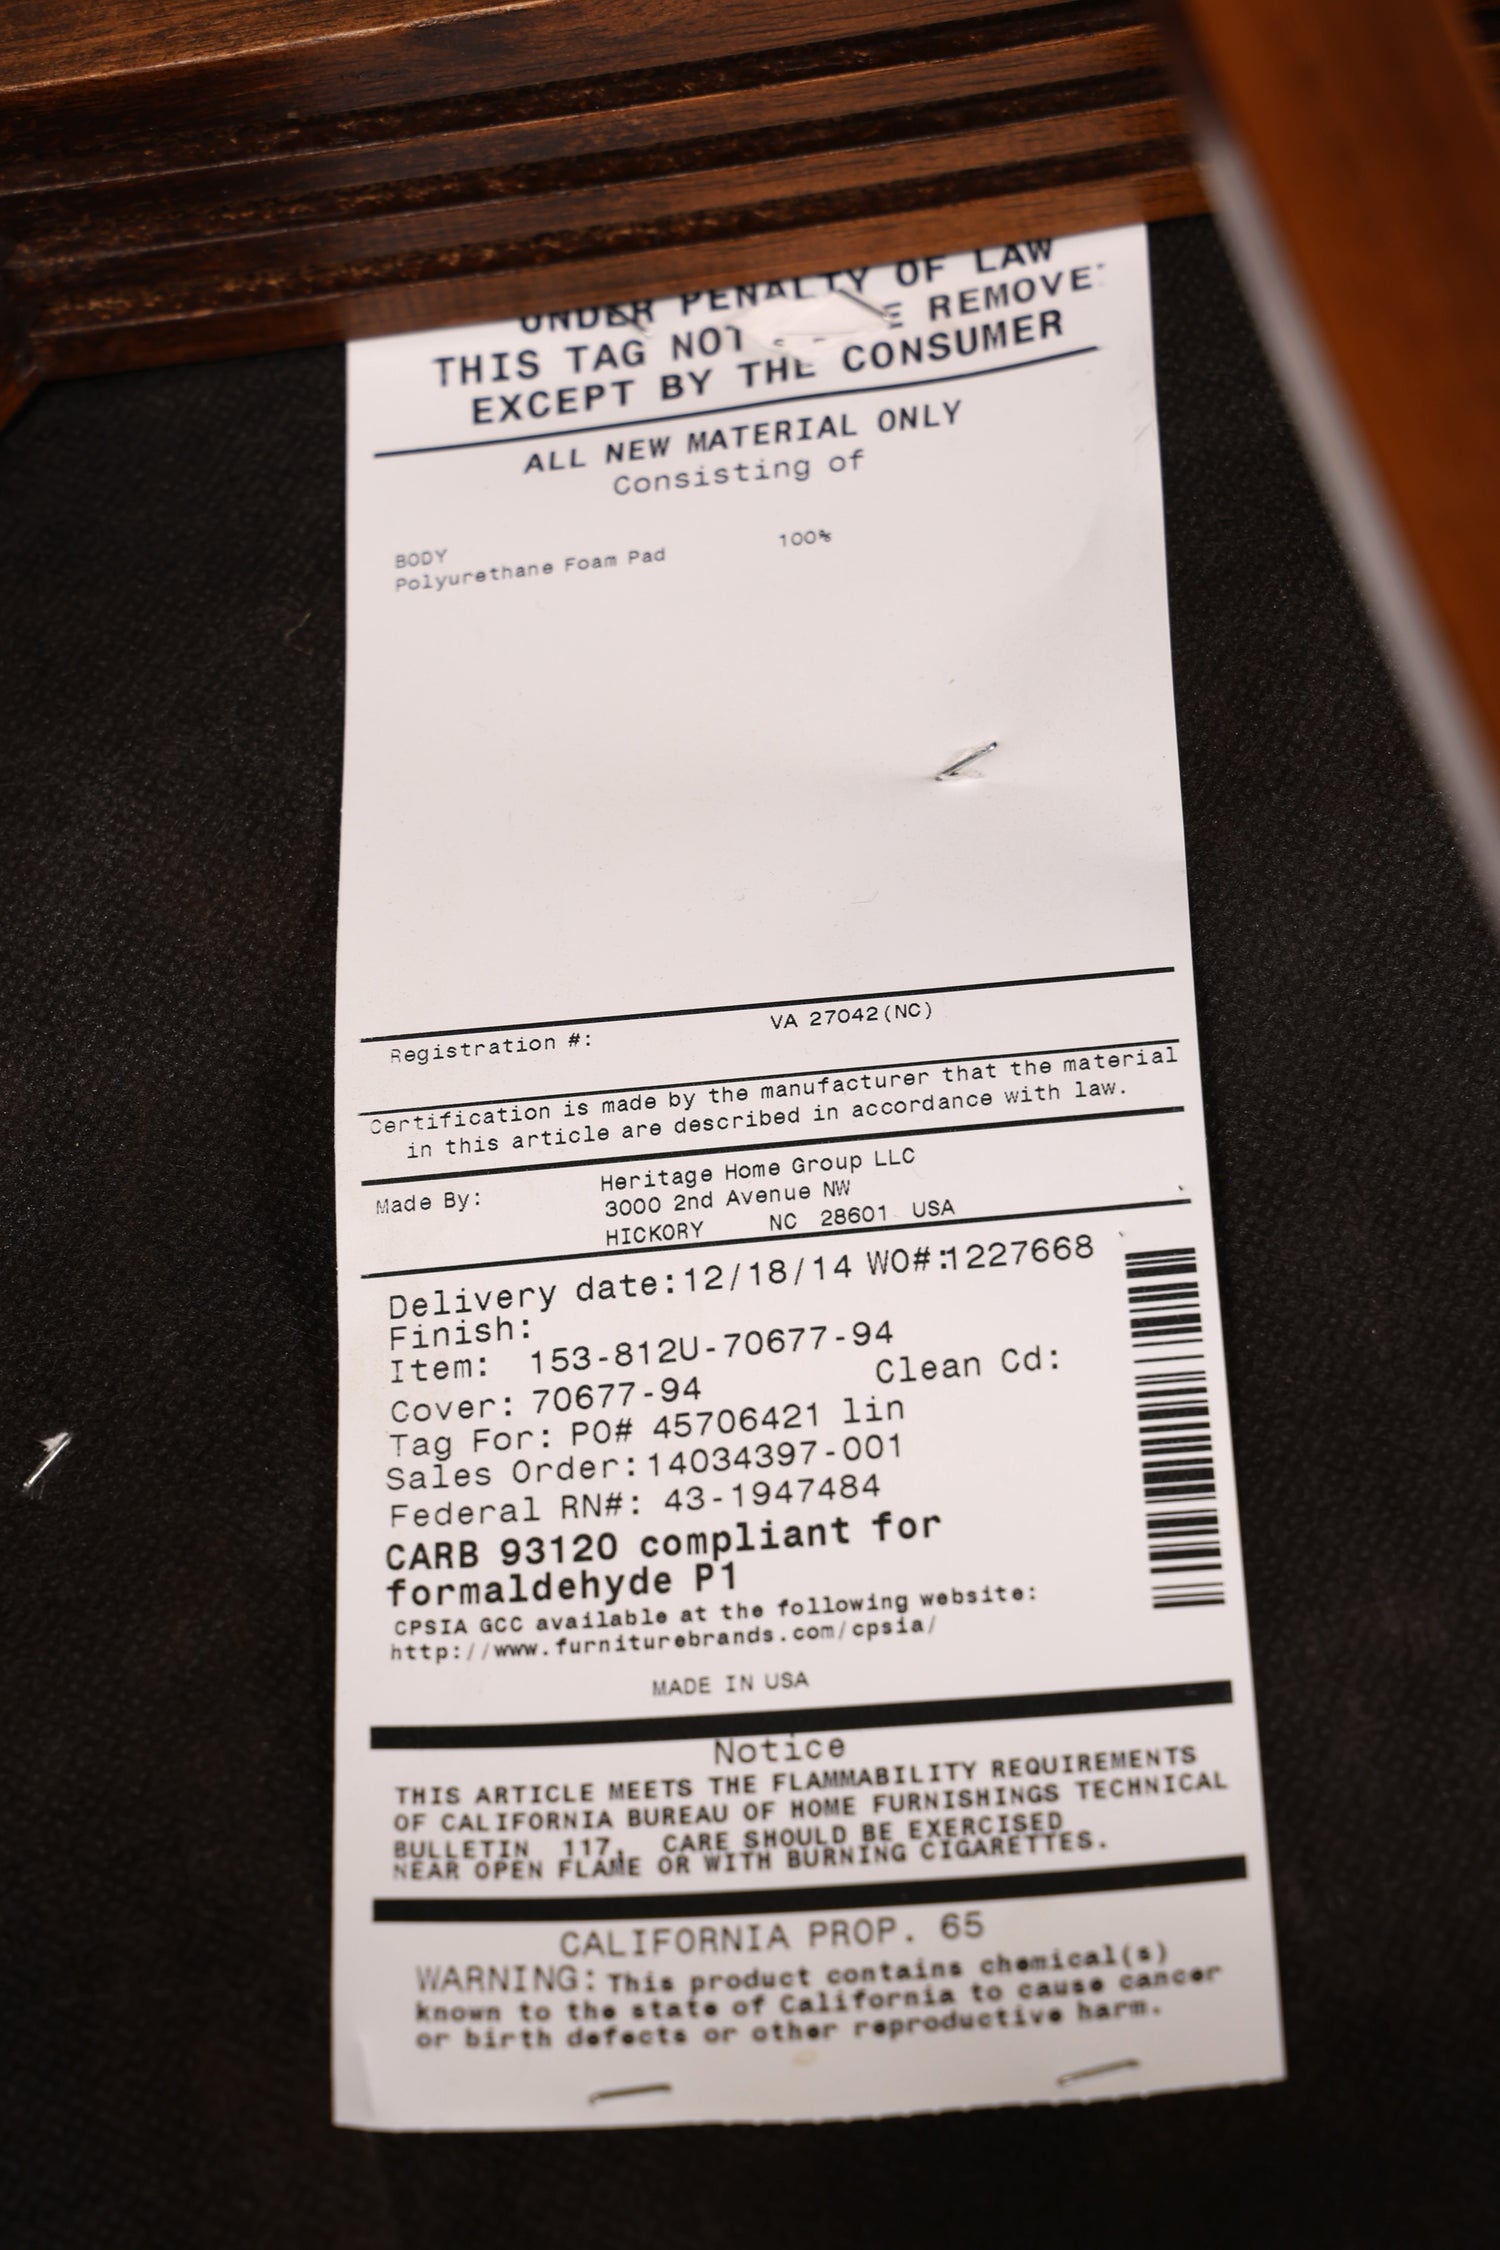 UNDER PENALTY OF LAW
THIS TAG NOT REMOVE
EXCEPT BY THE CONSUMER
ALL NEW MATERIAL ONLY
Consisting of
BODY
Polyurethane Foam Pad 100%
Registration #: VA 27042(NC)
Certification is made by the manufacturer that the material
in this article are described in accordance with law.
Made By: Heritage Home Group LLC
3000 2nd Avenue NW
HICKORY NC 28601 USA
Delivery date:12/18/14 WO#:1227668
Finish:
Item: 153-812U-70677-94
Cover: 70677-94 Clean Cd:
Tag For: PO# 45706421 lin
Sales Order:14034397-001
Federal RN#: 43-1947484
CARB 93120 compliant for
formaldehyde P1
CPSIA GCC available at the following website:
http://www.furniturebrands.com/cpsia/
MADE IN USA
Notice
THIS ARTICLE MEETS THE FLAMMABILITY REQUIREMENTS
OF CALIFORNIA BUREAU OF HOME FURNISHINGS TECHNICAL
BULLETIN 117. CARE SHOULD BE EXERCISED
NEAR OPEN FLAME OR WITH BURNING CIGARETTES.
CALIFORNIA PROP. 65
WARNING: This product contains chemical(s)
known to the state of California to cause cancer
or birth defects or other reproductive harm.